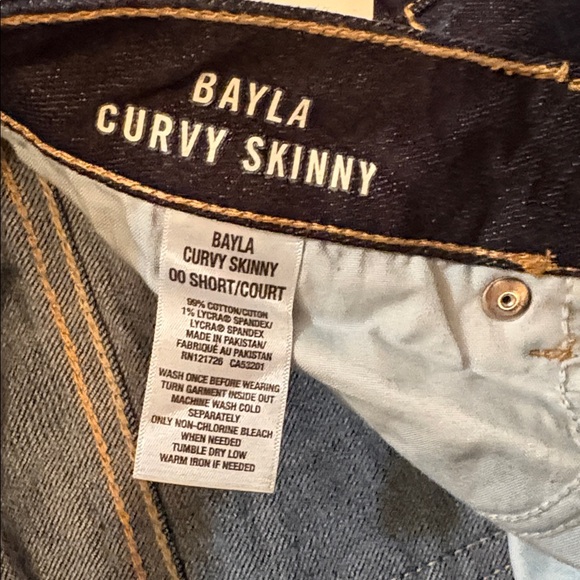 BAYLA
CURVY SKINNY
BAYLA
CURVY SKINNY
00 SHORT/COURT
99% COTTON/COTON
1% LYCRA® SPANDEX/
LYCRA® SPANDEX
MADE IN PAKISTAN/
FABRIQUÉ AU PAKISTAN
RN121726 CA53201
WASH ONCE BEFORE WEARING
TURN GARMENT INSIDE OUT
MACHINE WASH COLD
SEPARATELY
ONLY NON-CHLORINE BLEACH
WHEN NEEDED
TUMBLE DRY LOW
WARM IRON IF NEEDED